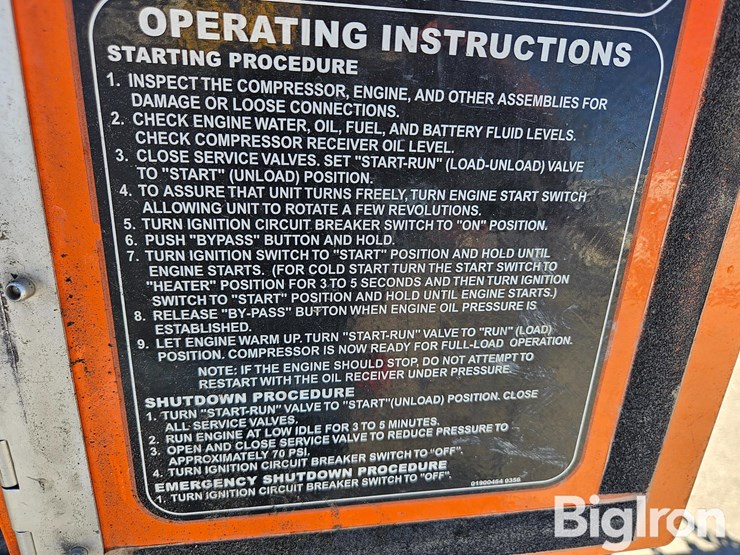 OPERATING INSTRUCTIONS
STARTING PROCEDURE
1. INSPECT THE COMPRESSOR, ENGINE, AND OTHER ASSEMBLIES FOR
DAMAGE OR LOOSE CONNECTIONS.
2. CHECK ENGINE WATER, OIL, FUEL, AND BATTERY FLUID LEVELS.
CHECK COMPRESSOR RECEIVER OIL LEVEL.
3. CLOSE SERVICE VALVES. SET "START-RUN" (LOAD-UNLOAD) VALVE
TO "START" (UNLOAD) POSITION.
4. TO ASSURE THAT UNIT TURNS FREELY, TURN ENGINE START SWITCH
ALLOWING UNIT TO ROTATE A FEW REVOLUTIONS.
5. TURN IGNITION CIRCUIT BREAKER SWITCH TO "ON" POSITION.
6. PUSH "BYPASS" BUTTON AND HOLD.
7. TURN IGNITION SWITCH TO "START" POSITION AND HOLD UNTIL
ENGINE STARTS. (FOR COLD START TURN THE START SWITCH TO
"HEATER" POSITION FOR 3 TO 5 SECONDS AND THEN TURN IGNITION
SWITCH TO "START" POSITION AND HOLD UNTIL ENGINE STARTS.)
8. RELEASE "BY-PASS" BUTTON WHEN ENGINE OIL PRESSURE IS
ESTABLISHED.
9. LET ENGINE WARM UP. TURN "START-RUN" VALVE TO "RUN" (LOAD)
POSITION. COMPRESSOR IS NOW READY FOR FULL-LOAD OPERATION.
NOTE: IF THE ENGINE SHOULD STOP, DO NOT ATTEMPT TO
RESTART WITH THE OIL RECEIVER UNDER PRESSURE.
SHUTDOWN PROCEDURE
1. TURN "START-RUN" VALVE TO "START"(UNLOAD) POSITION. CLOSE
ALL SERVICE VALVES.
2. RUN ENGINE AT LOW IDLE FOR 3 TO 5 MINUTES.
3. OPEN AND CLOSE SERVICE VALVE TO REDUCE PRESSURE TO
APPROXIMATELY 70 PSI.
4. TURN IGNITION CIRCUIT BREAKER SWITCH TO "OFF".
EMERGENCY SHUTDOWN PROCEDURE
1. TURN IGNITION CIRCUIT BREAKER SWITCH TO "OFF".
01900464 0388
BigIron